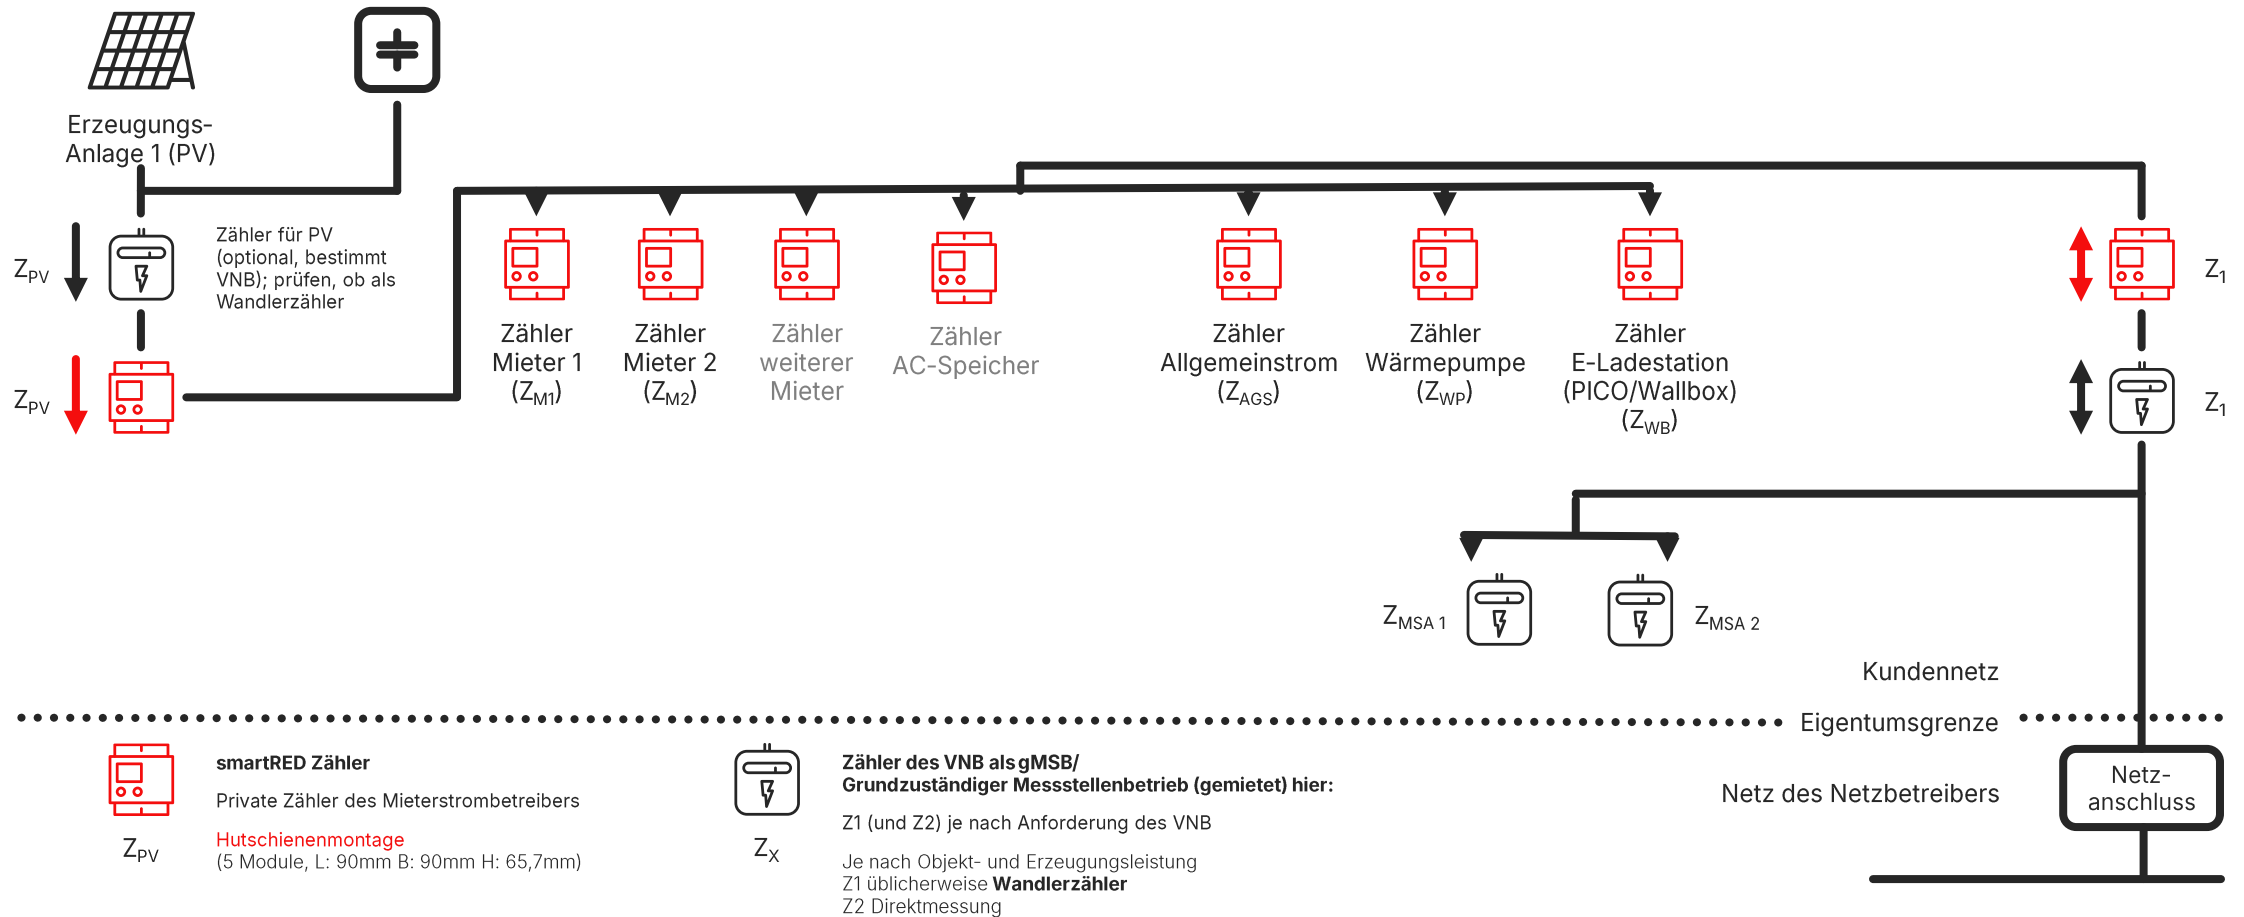 Erzeugungs-
Anlage 1 (PV)
Zähler für PV
(optional, bestimmt
VNB); prüfen, ob als
Wandlerzähler
ZPV
ZPV
Zähler
Mieter 1
(ZM1)
Zähler
Mieter 2
(ZM2)
Zähler
weiterer
Mieter
Zähler
AC-Speicher
Zähler
Allgemeinstrom
(ZAGS)
Zähler
Wärmepumpe
(ZWP)
Zähler
E-Ladestation
(PICO/Wallbox)
(ZWB)
Z1
Z1
ZMSA 1
ZMSA 2
Kundennetz
Eigentumsgrenze
Netz des Netzbetreibers
Netz-
anschluss
ZPV
smartRED Zähler
Private Zähler des Mieterstrombetreibers
Hutschienenmontage
(5 Module, L: 90mm B: 90mm H: 65,7mm)
ZX
Zähler des VNB als gMSB/
Grundzuständiger Messstellenbetrieb (gemietet) hier:
Z1 (und Z2) je nach Anforderung des VNB
Je nach Objekt- und Erzeugungsleistung
Z1 üblicherweise Wandlerzähler
Z2 Direktmessung